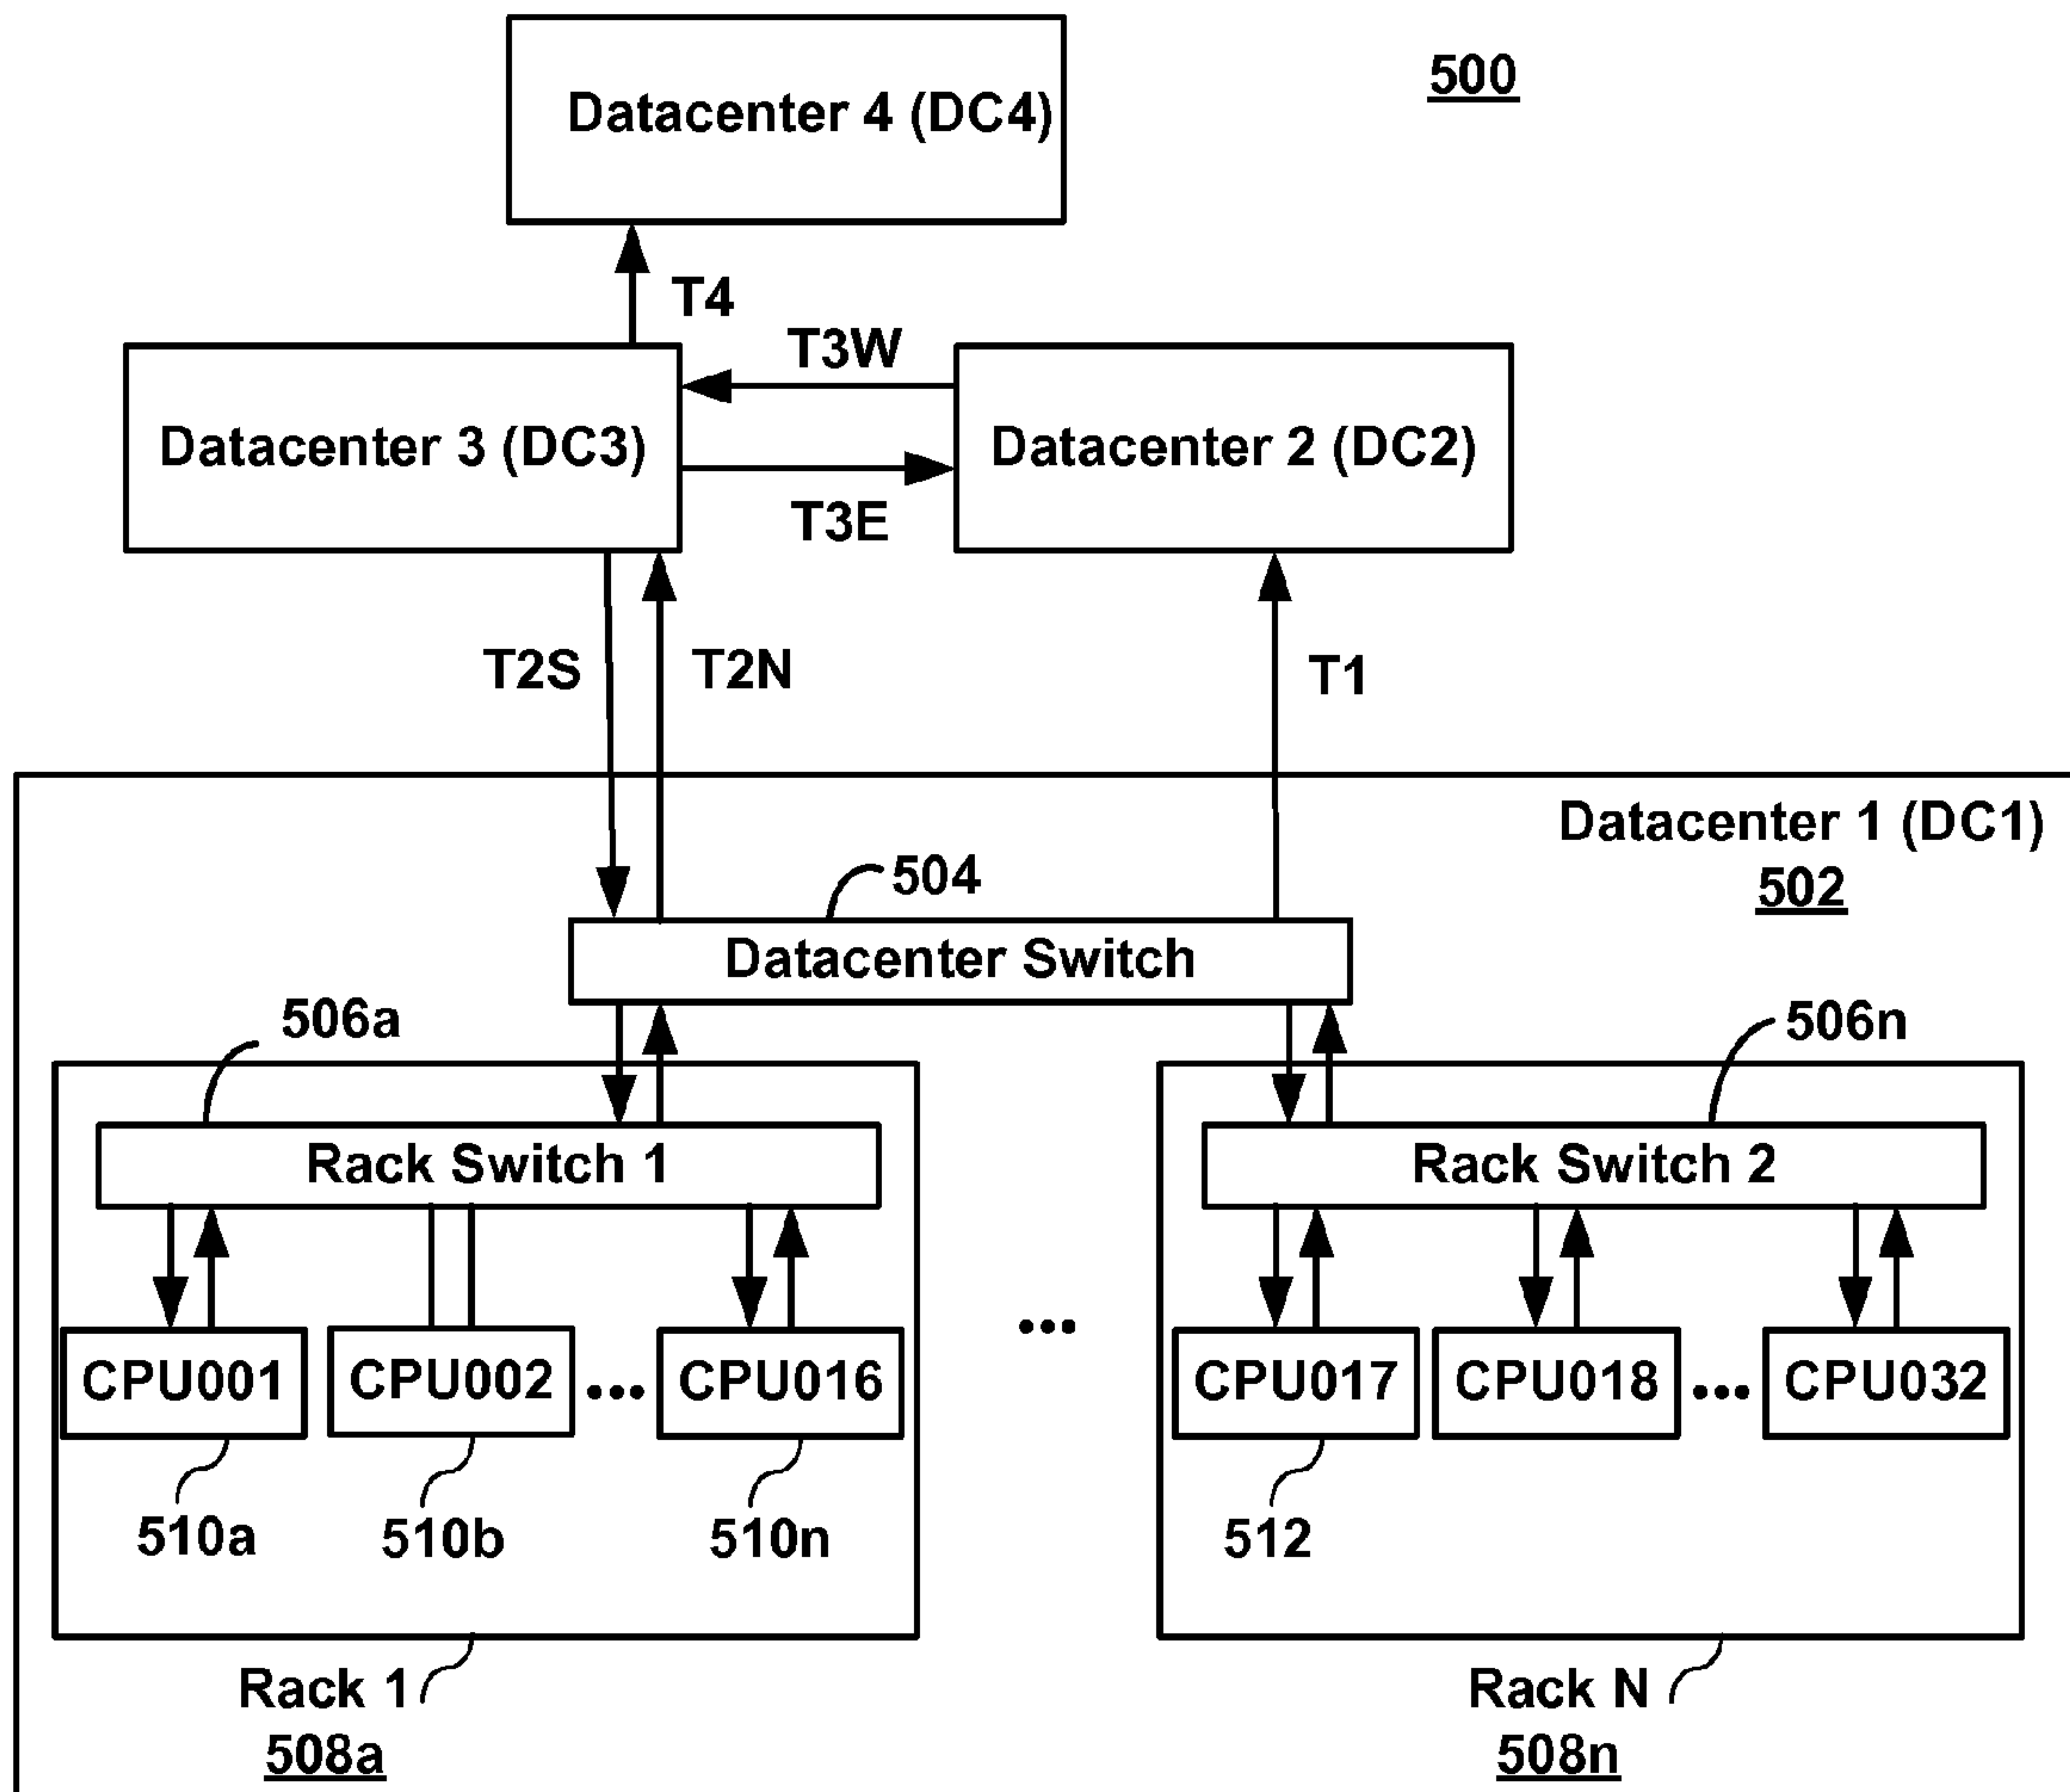 Datacenter 4 (DC4)
500
T4
T3W
Datacenter 3 (DC3)
Datacenter 2 (DC2)
T3E
T2S
T2N
T1
Datacenter 1 (DC1)
502
504
Datacenter Switch
506a
506n
Rack Switch 1
Rack Switch 2
...
CPU001
CPU002
...
CPU016
CPU017
CPU018
...
CPU032
510a
510b
510n
512
Rack 1
508a
Rack N
508n